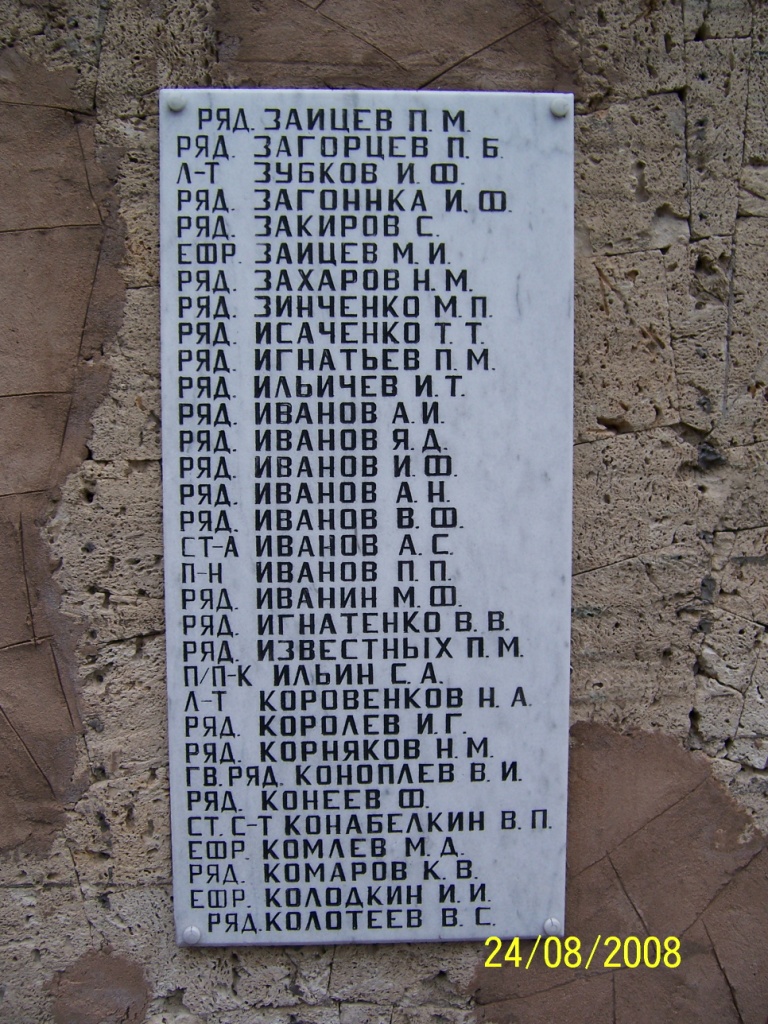 РЯД. ЗАИЦЕВ П. М.
РЯД. ЗАГОРЦЕВ П. Б.
Л-Т ЗУБКОВ И. Ф.
РЯД. ЗАГОННКА И. Ф.
РЯД. ЗАКИРОВ С.
ЕФР. ЗАИЦЕВ М. И.
РЯД. ЗАХАРОВ Н. М.
РЯД. ЗИНЧЕНКО М. П.
РЯД. ИСАЧЕНКО Т. Т.
РЯД. ИГНАТЬЕВ П. М.
РЯД. ИЛЬИЧЕВ И. Т.
РЯД. ИВАНОВ А. И.
РЯД. ИВАНОВ Я. Д.
РЯД. ИВАНОВ И. Ф.
РЯД. ИВАНОВ А. Н.
РЯД. ИВАНОВ В. Ф.
СТ-А ИВАНОВ А. С.
П-Н ИВАНОВ П. П.
РЯД. ИВАНИН М. Ф.
РЯД. ИГНАТЕНКО В. В.
РЯД. ИЗВЕСТНЫХ П. М.
П/П-К ИЛЬИН С. А.
Л-Т КОРОВЕНКОВ Н. А.
РЯД. КОРОЛЕВ И. Г.
РЯД. КОРНЯКОВ Н. М.
ГВ. РЯД. КОНОПЛЕВ В. И.
РЯД. КОНЕЕВ Ф.
СТ. С-Т КОНАБЕЛКИН В. П.
ЕФР. КОМЛЕВ М. Д.
РЯД. КОМАРОВ К. В.
ЕФР. КОЛОДКИН И. И.
РЯД. КОЛОТЕЕВ В. С.
24/08/2008